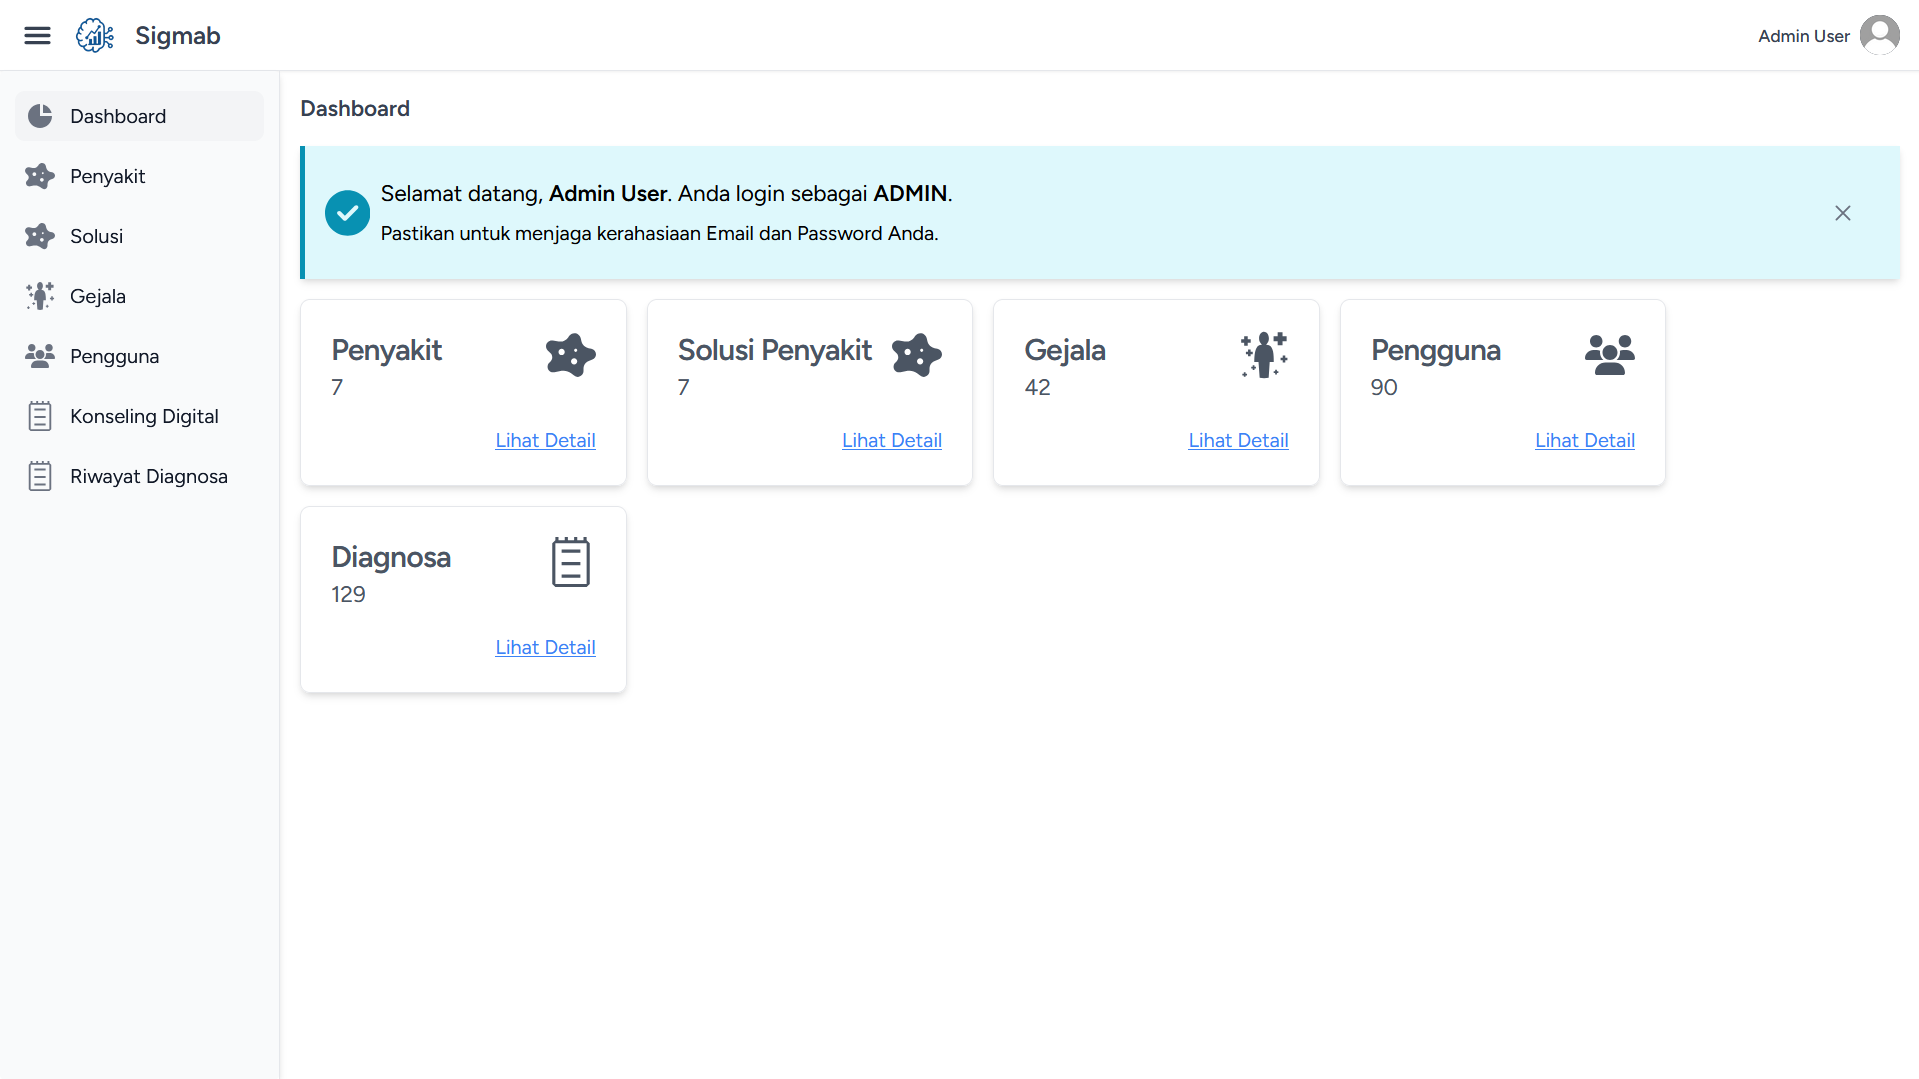 Sigmab
Admin User
Dashboard
Penyakit
Solusi
Gejala
Pengguna
Konseling Digital
Riwayat Diagnosa
Dashboard
Selamat datang, Admin User. Anda login sebagai ADMIN.
Pastikan untuk menjaga kerahasiaan Email dan Password Anda.
Penyakit
7
Lihat Detail
Solusi Penyakit
7
Lihat Detail
Gejala
42
Lihat Detail
Pengguna
90
Lihat Detail
Diagnosa
129
Lihat Detail